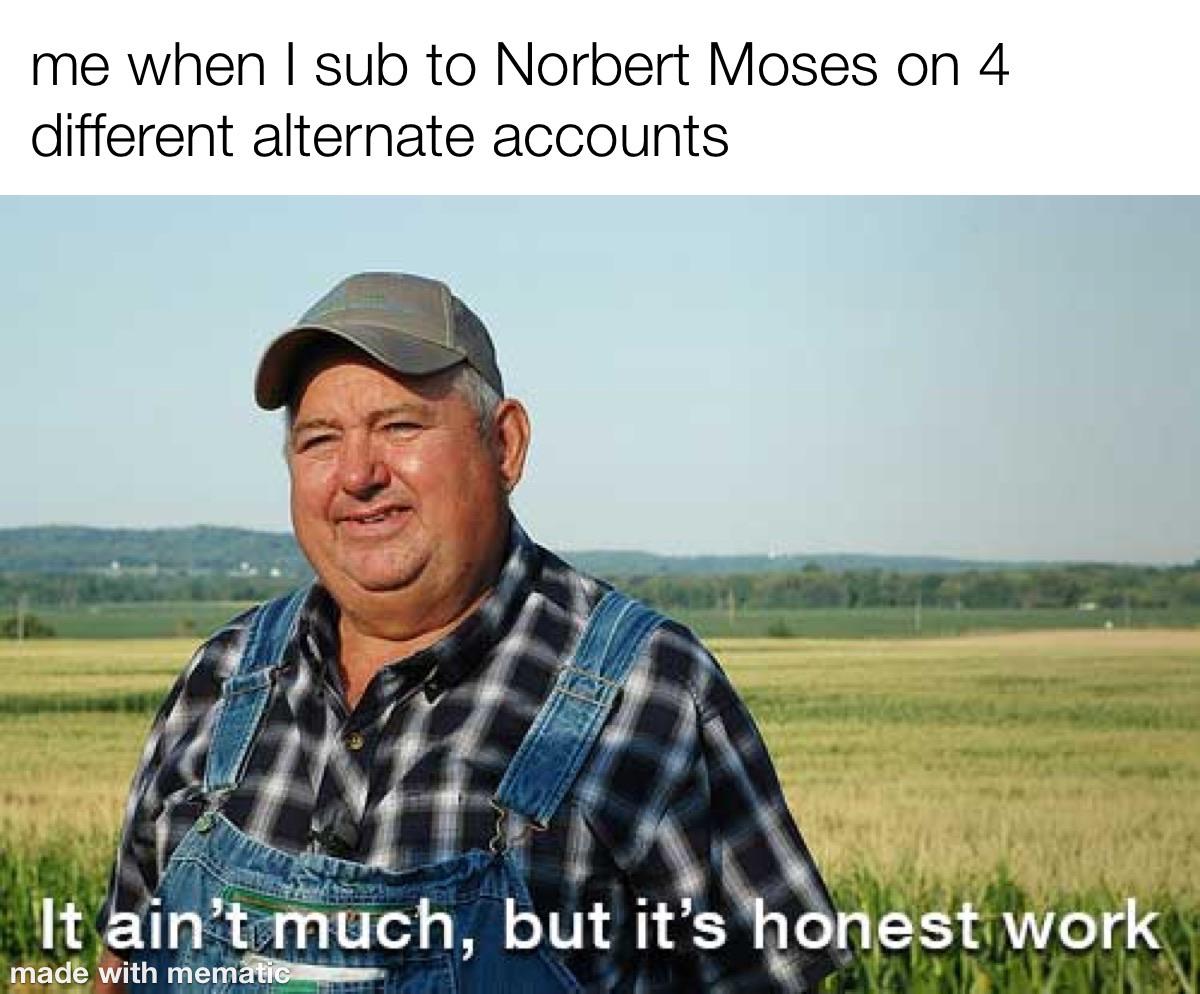 me when I sub to Norbert Moses on 4
different alternate accounts
It ain't much, but it's honest work
made with mematic